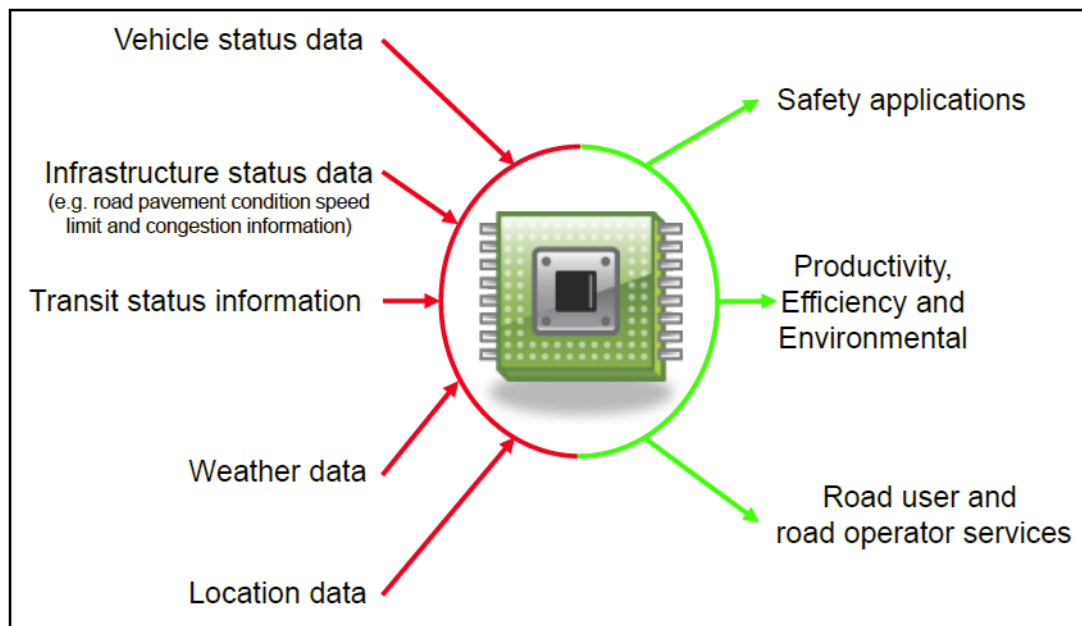 Vehicle status data
Infrastructure status data
(e.g. road pavement condition speed
limit and congestion information)
Transit status information
Weather data
Location data
Safety applications
Productivity,
Efficiency and
Environmental
Road user and
road operator services